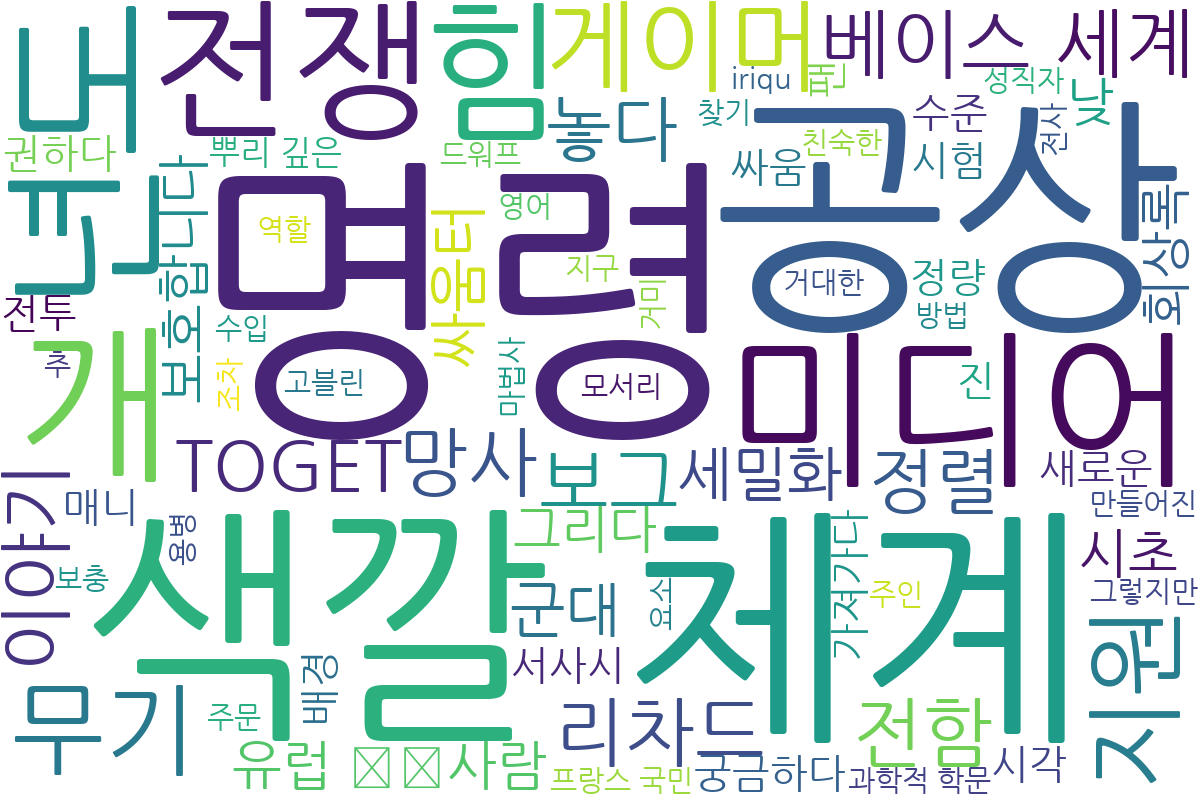 년도
전쟁
힘
게이머
베이스
세계
iriqu
성직자
낮
찾기
수준
전사
권하다
뿌리 깊은
드워프
놓다
친숙한
싸움
시험
공상
보호합니다
명령
역할
영어
싸움터
지구
거미
거대한
정량
회상록
방법
전투
수입
개
추
조차
고블린
마법사
모서리
미디어
진
TOGET
망사
보그
세밀화
정렬
새로운
만들어진
이야기
매니
용병
색깔
그리다
체계
가져가다
시초
보충
군대
요소
주인
그렇지만
서사시
배경
지원
무기
주문
리차드
전함
유럽
사람
프랑스 국민
궁금하다
과학적 학문
시각